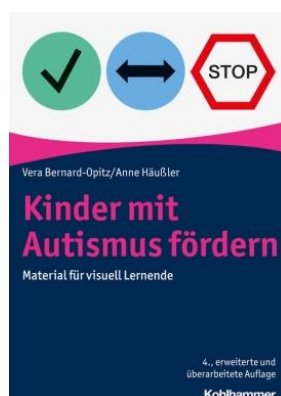 STOP
Vera Bernard-Opitz/Anne Häußler
Kinder mit
Autismus fördern
Material für visuell Lernende
4., erweiterte und
überarbeitete Auflage
Kohlhammer